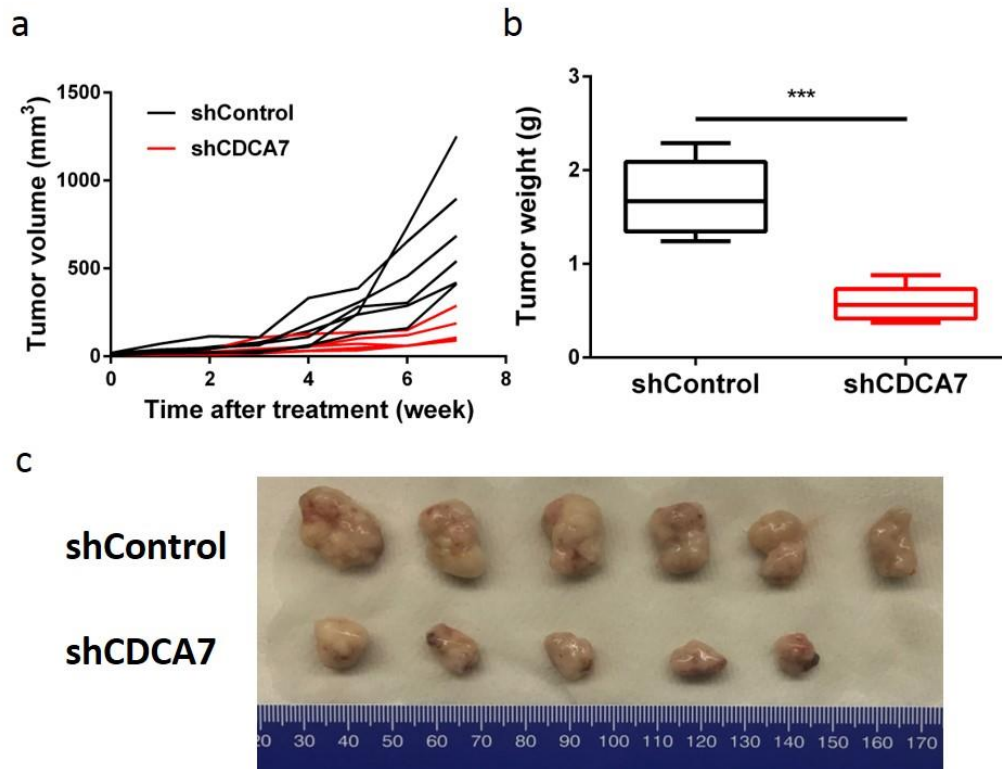 a
1500
1000
500
0
0 2 4 6 8
Tumor volume (mm³)
Time after treatment (week)
shControl
shCDCA7
b
3
2
1
0
Tumor weight (g)
***
shControl
shCDCA7
c
shControl
shCDCA7
20 30 40 50 60 70 80 90 100 110 120 130 140 150 160 170